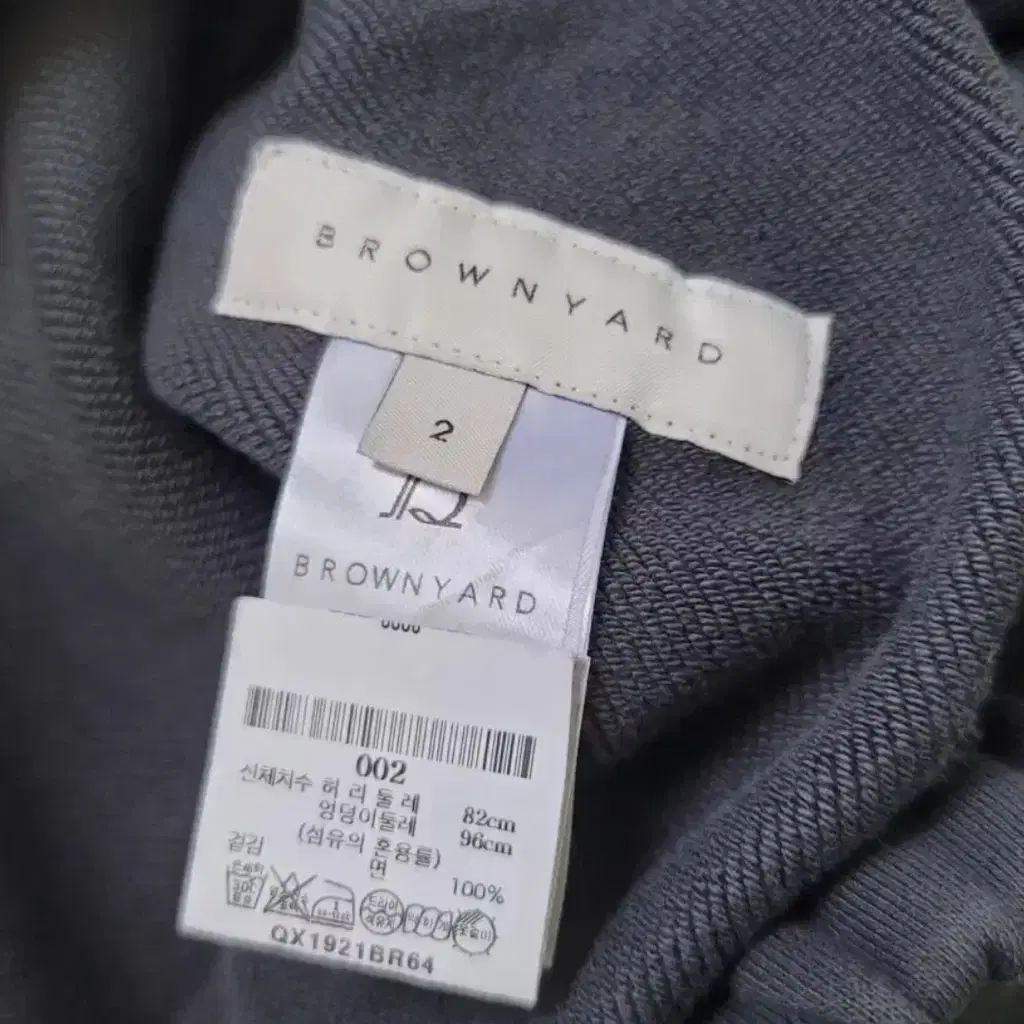 BROWNYARD
2
BROWNYARD
002
신체치수 허 리 둘 레 82cm
엉덩이둘레 96cm
(섬유의 혼용률)
겉감
면 100%
QX1921BR64